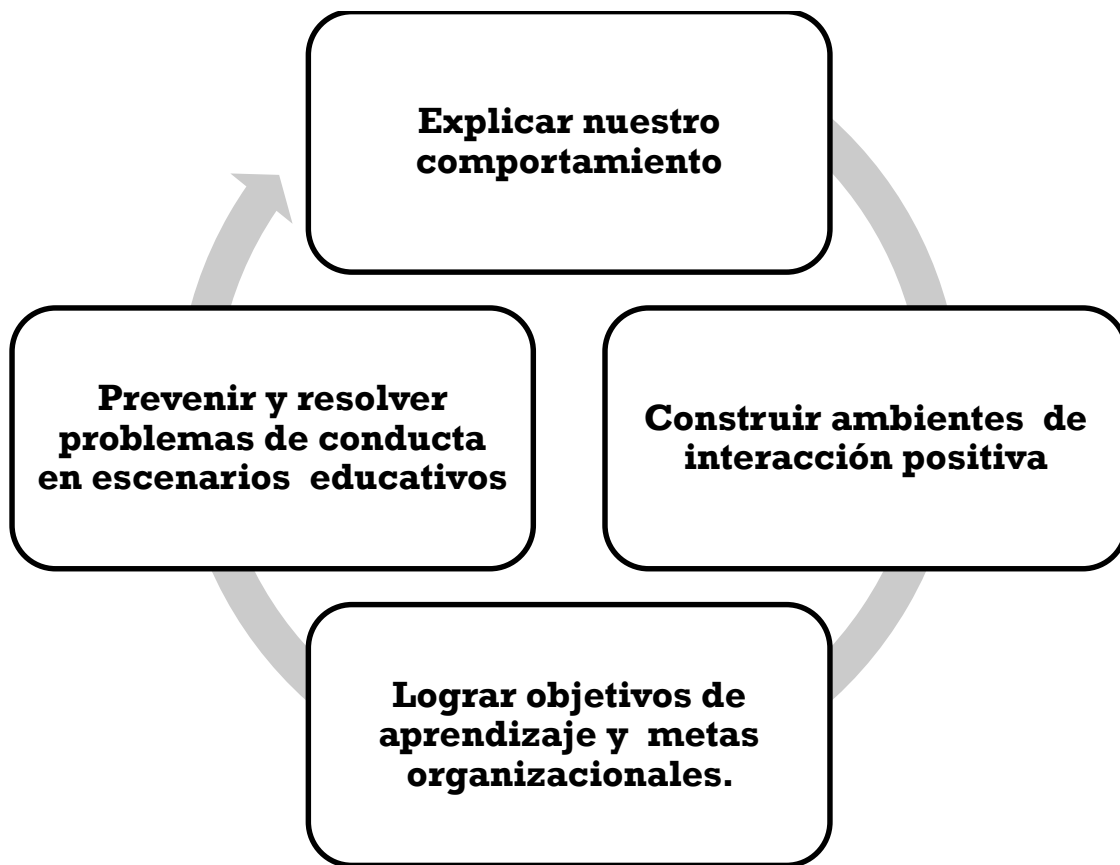 Explicar nuestro
comportamiento
Construir ambientes  de
interacción positiva
Lograr objetivos de
aprendizaje y  metas
organizacionales.
Prevenir y resolver
problemas de conducta
en escenarios  educativos